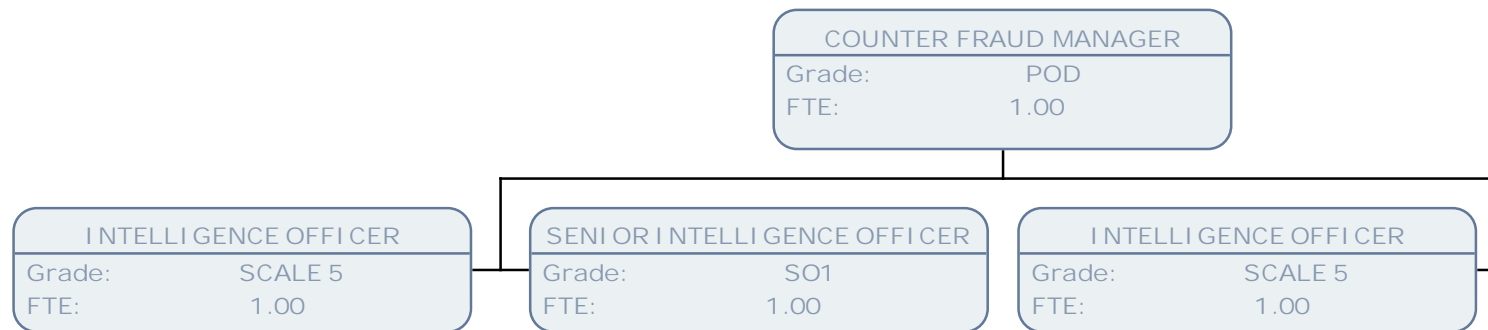 COUNTER FRAUD MANAGER
Grade: POD
FTE: 1.00
INTELLIGENCE OFFICER
Grade: SCALE 5
FTE: 1.00
SENIOR INTELLIGENCE OFFICER
Grade: SO1
FTE: 1.00
INTELLIGENCE OFFICER
Grade: SCALE 5
FTE: 1.00